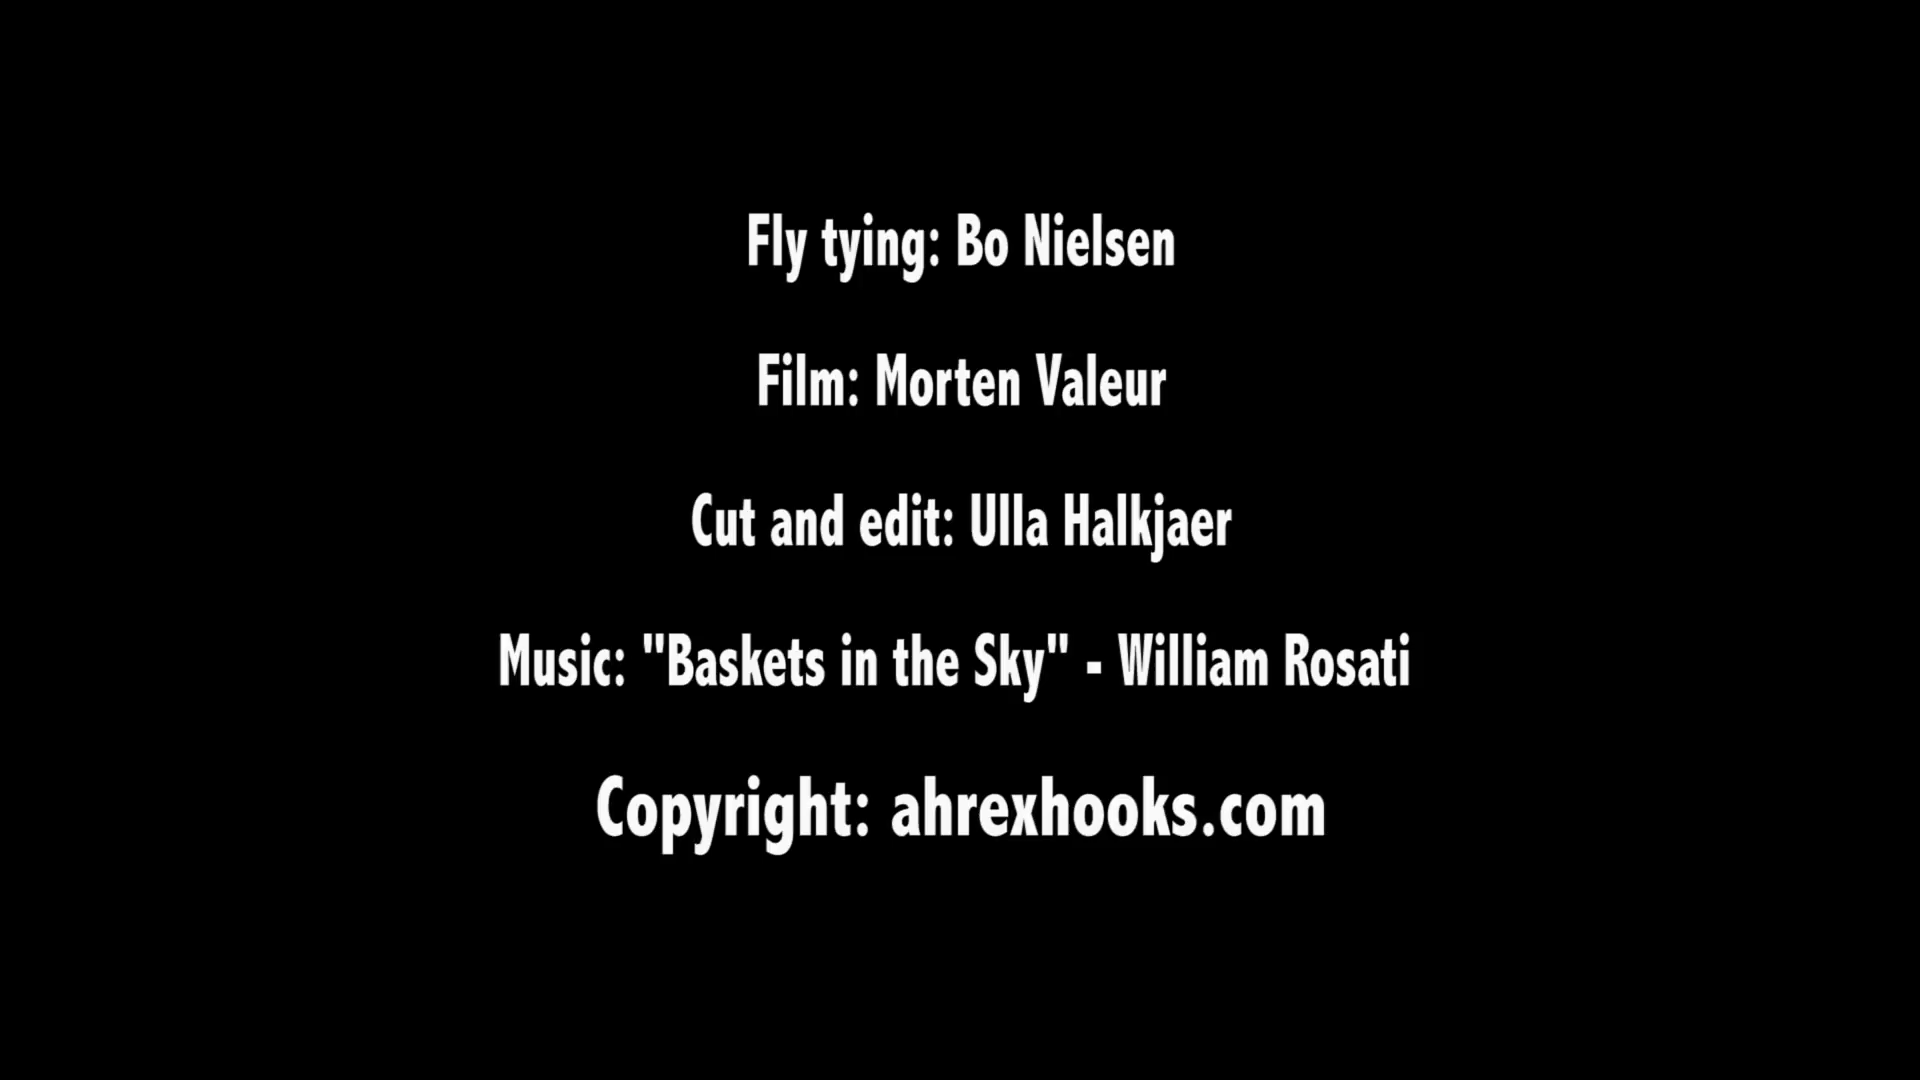 Fly tying: Bo Nielsen
Film: Morten Valeur
Cut and edit: Ulla Halkjaer
Music: "Baskets in the Sky" - William Rosati
Copyright: ahrexhooks.com